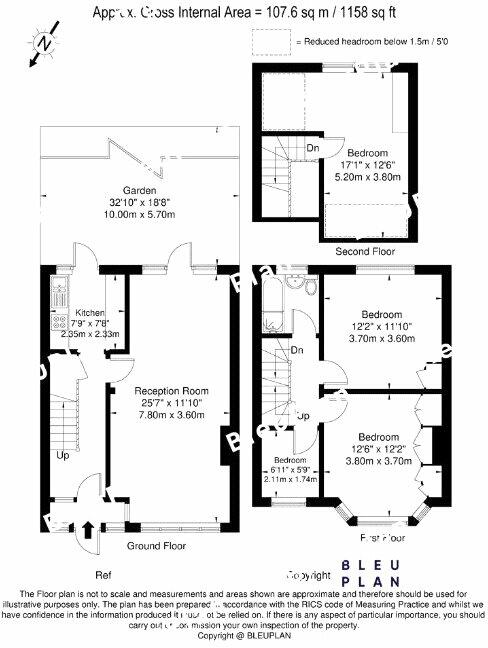 Approx. Gross Internal Area = 107.6 sq m / 1158 sq ft
N
= Reduced headroom below 1.5m / 5'0
Dn
Bedroom
17'1" x 12'6"
5.20m x 3.80m
Second Floor
Garden
32'10" x 18'8"
10.00m x 5.70m
Kitchen
7'9" x 7'8"
2.35m x 2.33m
Reception Room
25'7" x 11'10"
7.80m x 3.60m
Up
Ground Floor
Bedroom
12'2" x 11'10"
3.70m x 3.60m
Dn
Up
Bedroom
12'6" x 12'2"
3.80m x 3.70m
Bedroom
6'11" x 5'9"
2.11m x 1.74m
First Floor
Ref
Copyright
BLEU
PLAN
The Floor plan is not to scale and measurements and areas shown are approximate and therefore should be used for
illustrative purposes only. The plan has been prepared in accordance with the RICS code of Measuring Practice and whilst we
have confidence in the information produced it must not be relied on. If there is any aspect of particular importance, you should
carry out or commission your own inspection of the property.
Copyright @ BLEUPLAN